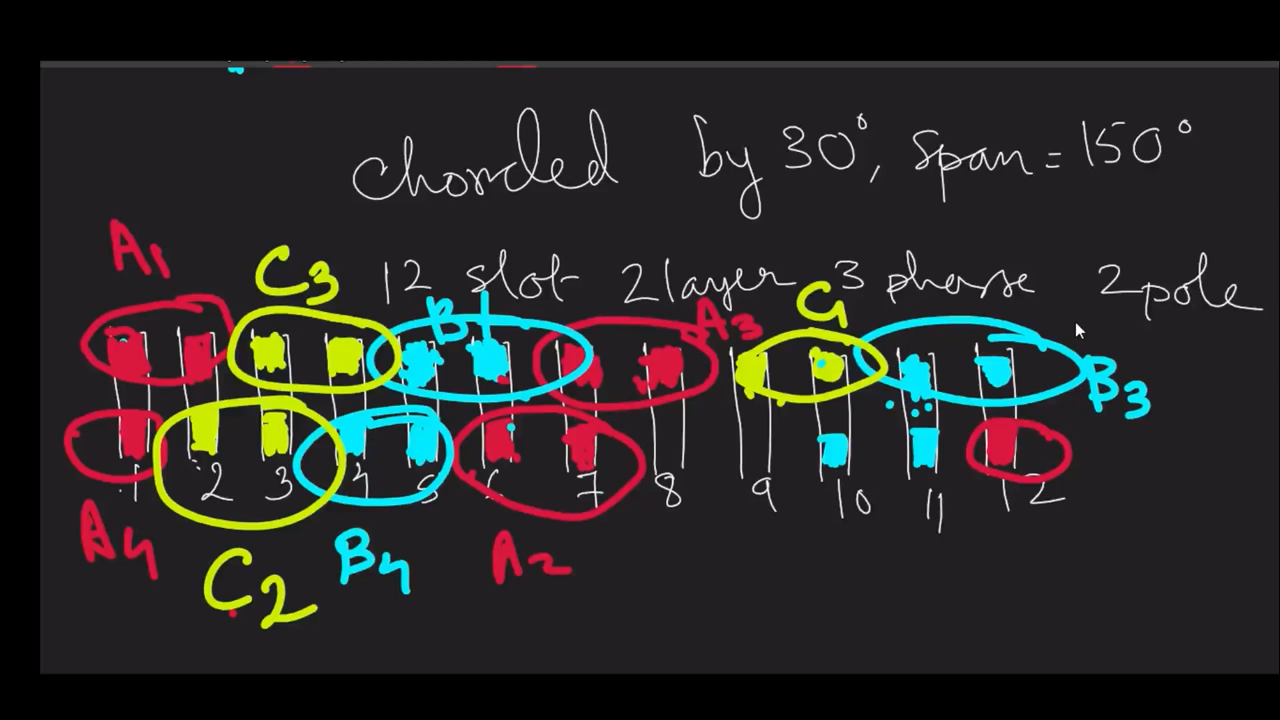 chorded by 30°, span = 150°
12 slot 2 layer 3 phase 2 pole
A1 C3 B1 A3 C1 B3
1 2 3 4 5 6 7 8 9 10 11 12
A4 C2 B4 A2